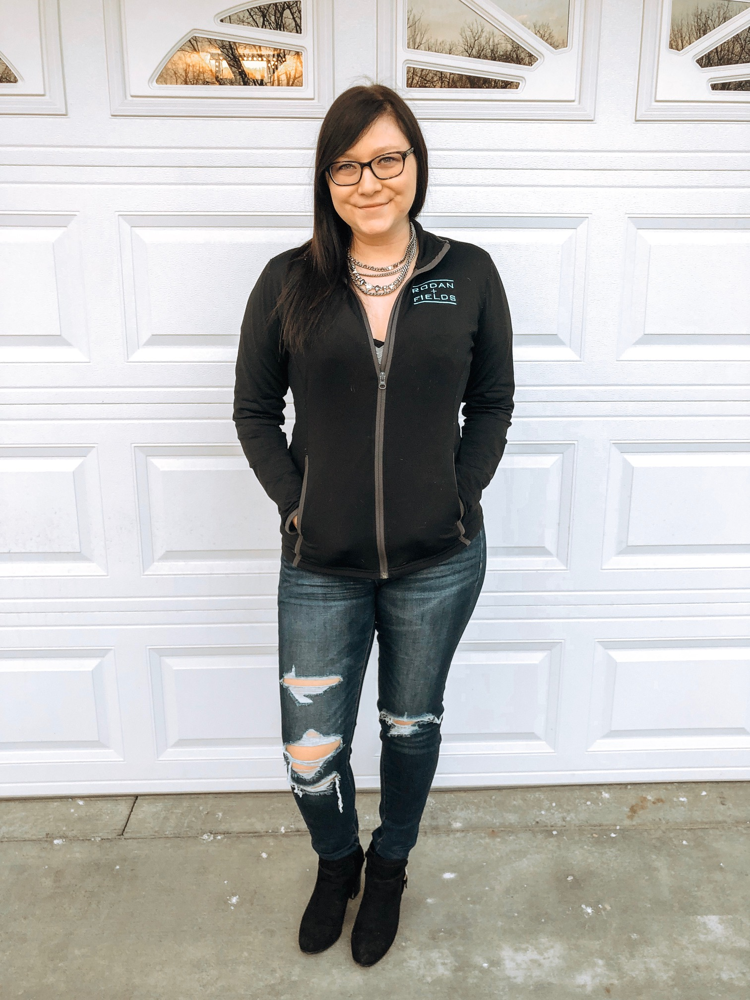 RODAN
+
FIELDS